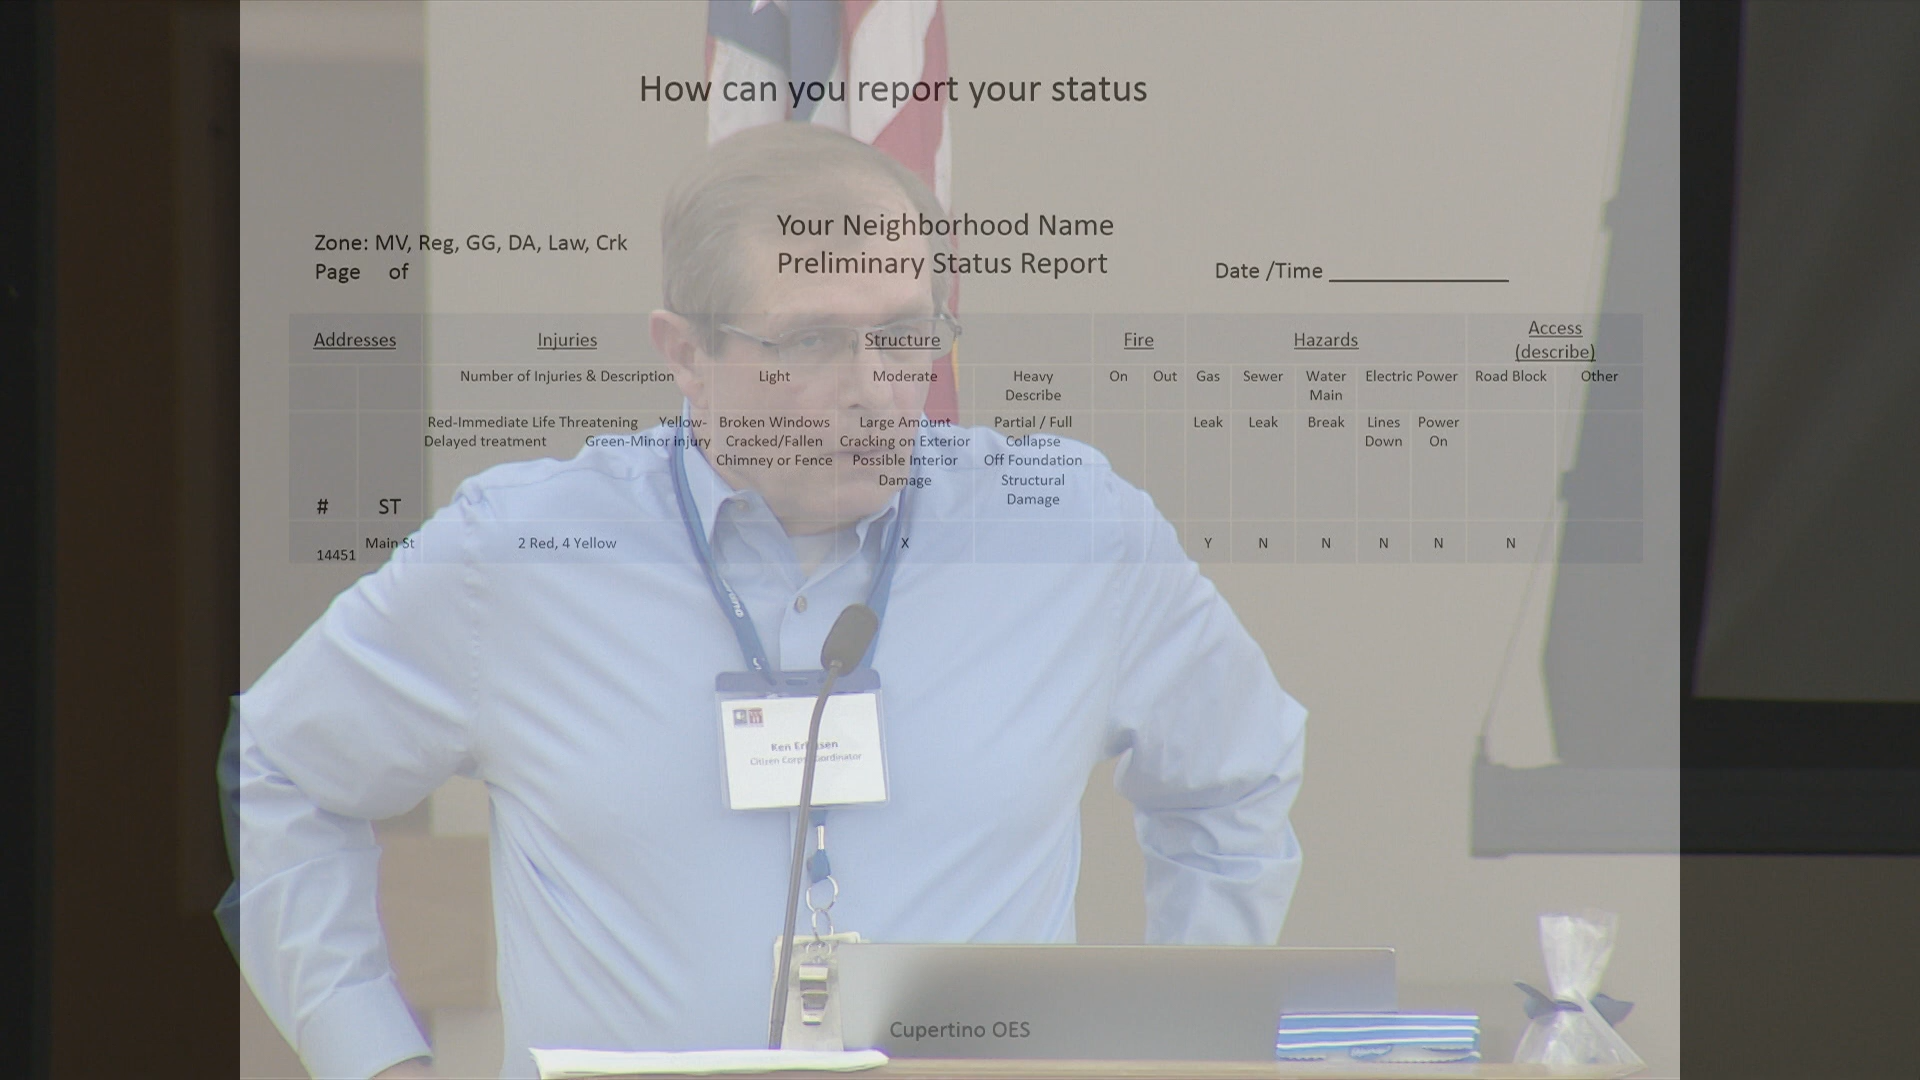 How can you report your status
Zone: MV, Reg, GG, DA, Law, Crk
Page of
Your Neighborhood Name
Preliminary Status Report
Date /Time _______________
Addresses Injuries Structure Fire Hazards Access (describe)
Number of Injuries & Description Light Moderate Heavy Describe On Out Gas Sewer Water Main Electric Power Road Block Other
# ST
Red-Immediate Life Threatening Yellow-
Delayed treatment Green-Minor injury
Broken Windows
Cracked/Fallen
Chimney or Fence
Large Amount
Cracking on Exterior
Possible Interior
Damage
Partial / Full
Collapse
Off Foundation
Structural
Damage
Leak Leak Break Lines Down Power On
14451 Main St 2 Red, 4 Yellow X Y N N N N N
Ken
Citizen Corps
Cupertino OES